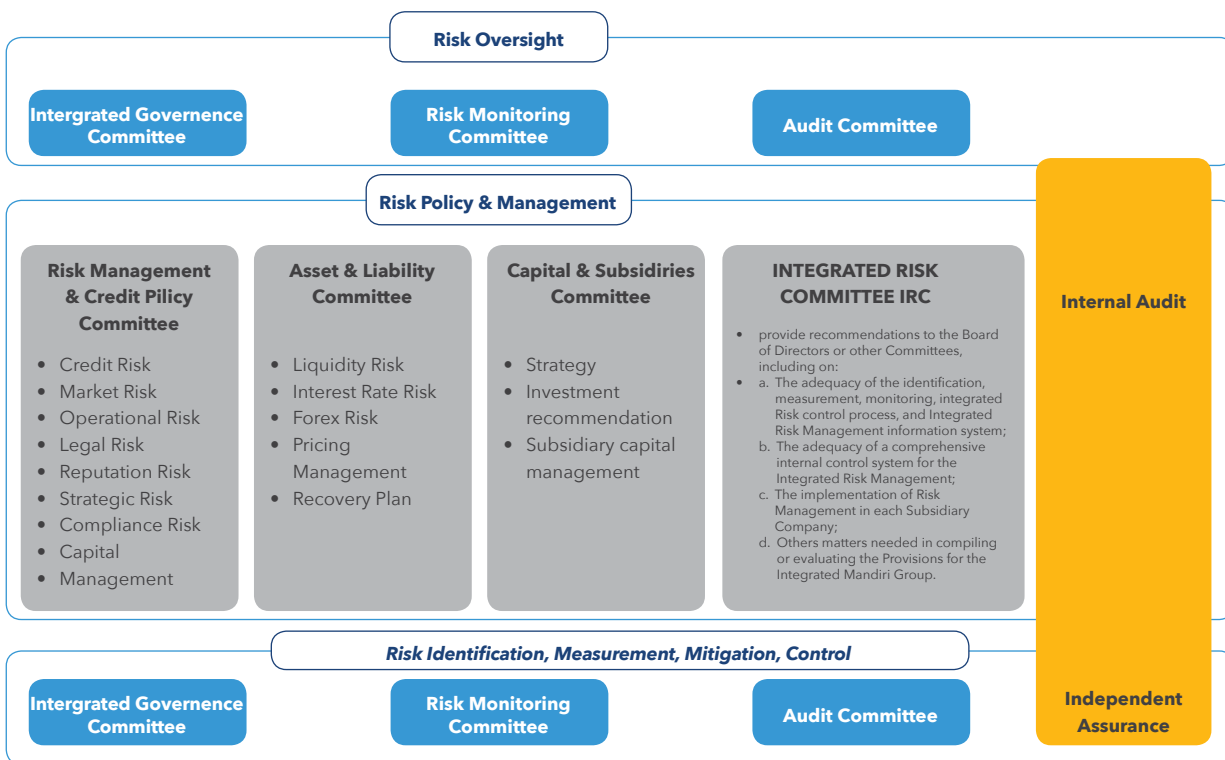 Risk Oversight
Intergrated Governence
Committee
Risk Monitoring
Committee
Audit Committee
Risk Policy & Management
Risk Management
& Credit Pilicy
Committee
• Credit Risk
• Market Risk
• Operational Risk
• Legal Risk
• Reputation Risk
• Strategic Risk
• Compliance Risk
• Capital
• Management
Asset & Liability
Committee
• Liquidity Risk
• Interest Rate Risk
• Forex Risk
• Pricing
Management
• Recovery Plan
Capital & Subsidiries
Committee
• Strategy
• Investment
recommendation
• Subsidiary capital
management
INTEGRATED RISK
COMMITTEE IRC
• provide recommendations to the Board
of Directors or other Committees,
including on:
• a. The adequacy of the identification,
measurement, monitoring, integrated
Risk control process, and Integrated
Risk Management information system;
b. The adequacy of a comprehensive
internal control system for the
Integrated Risk Management;
c. The implementation of Risk
Management in each Subsidiary
Company;
d. Others matters needed in compiling
or evaluating the Provisions for the
Integrated Mandiri Group.
Internal Audit
Risk Identification, Measurement, Mitigation, Control
Intergrated Governence
Committee
Risk Monitoring
Committee
Audit Committee
Independent
Assurance